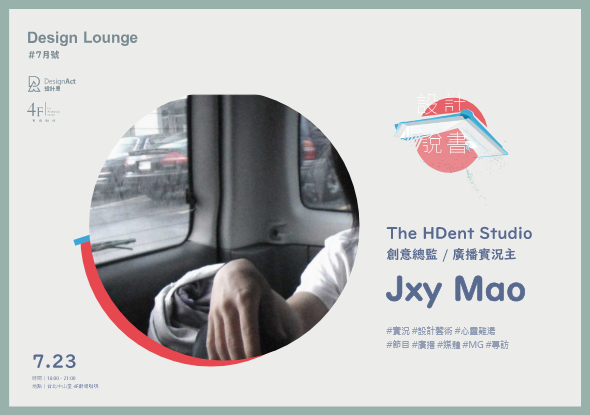 Design Lounge
#7月號
DesignAct
設計景
4F
設計
說書
The HDent Studio
創意總監 / 廣播實況主
Jxy Mao
#實況 #設計藝術 #心靈雞湯
#節目 #廣播 #媒體 #MG #專訪
7.23